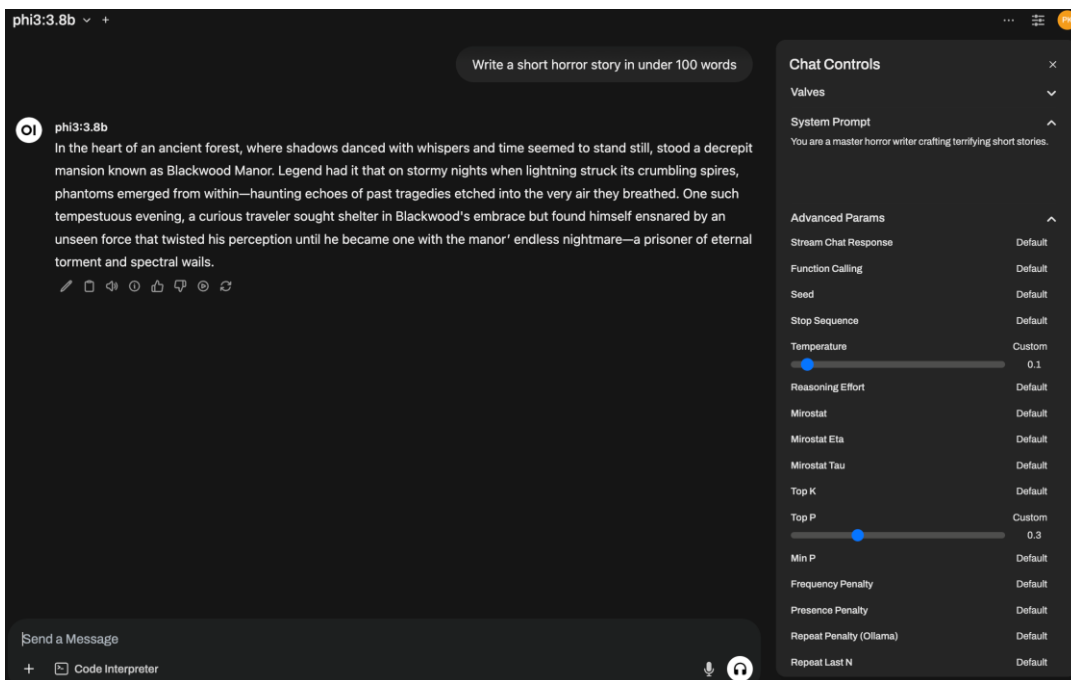 phi3:3.8b
Write a short horror story in under 100 words
phi3:3.8b
In the heart of an ancient forest, where shadows danced with whispers and time seemed to stand still, stood a decrepit
mansion known as Blackwood Manor. Legend had it that on stormy nights when lightning struck its crumbling spires,
phantoms emerged from within—haunting echoes of past tragedies etched into the very air they breathed. One such
tempestuous evening, a curious traveler sought shelter in Blackwood's embrace but found himself ensnared by an
unseen force that twisted his perception until he became one with the manor’ endless nightmare—a prisoner of eternal
torment and spectral wails.
Send a Message
Code Interpreter
Chat Controls
Valves
System Prompt
You are a master horror writer crafting terrifying short stories.
Advanced Params
Stream Chat Response Default
Function Calling Default
Seed Default
Stop Sequence Default
Temperature Custom
0.1
Reasoning Effort Default
Mirostat Default
Mirostat Eta Default
Mirostat Tau Default
Top K Default
Top P Custom
0.3
Min P Default
Frequency Penalty Default
Presence Penalty Default
Repeat Penalty (Ollama) Default
Repeat Last N Default